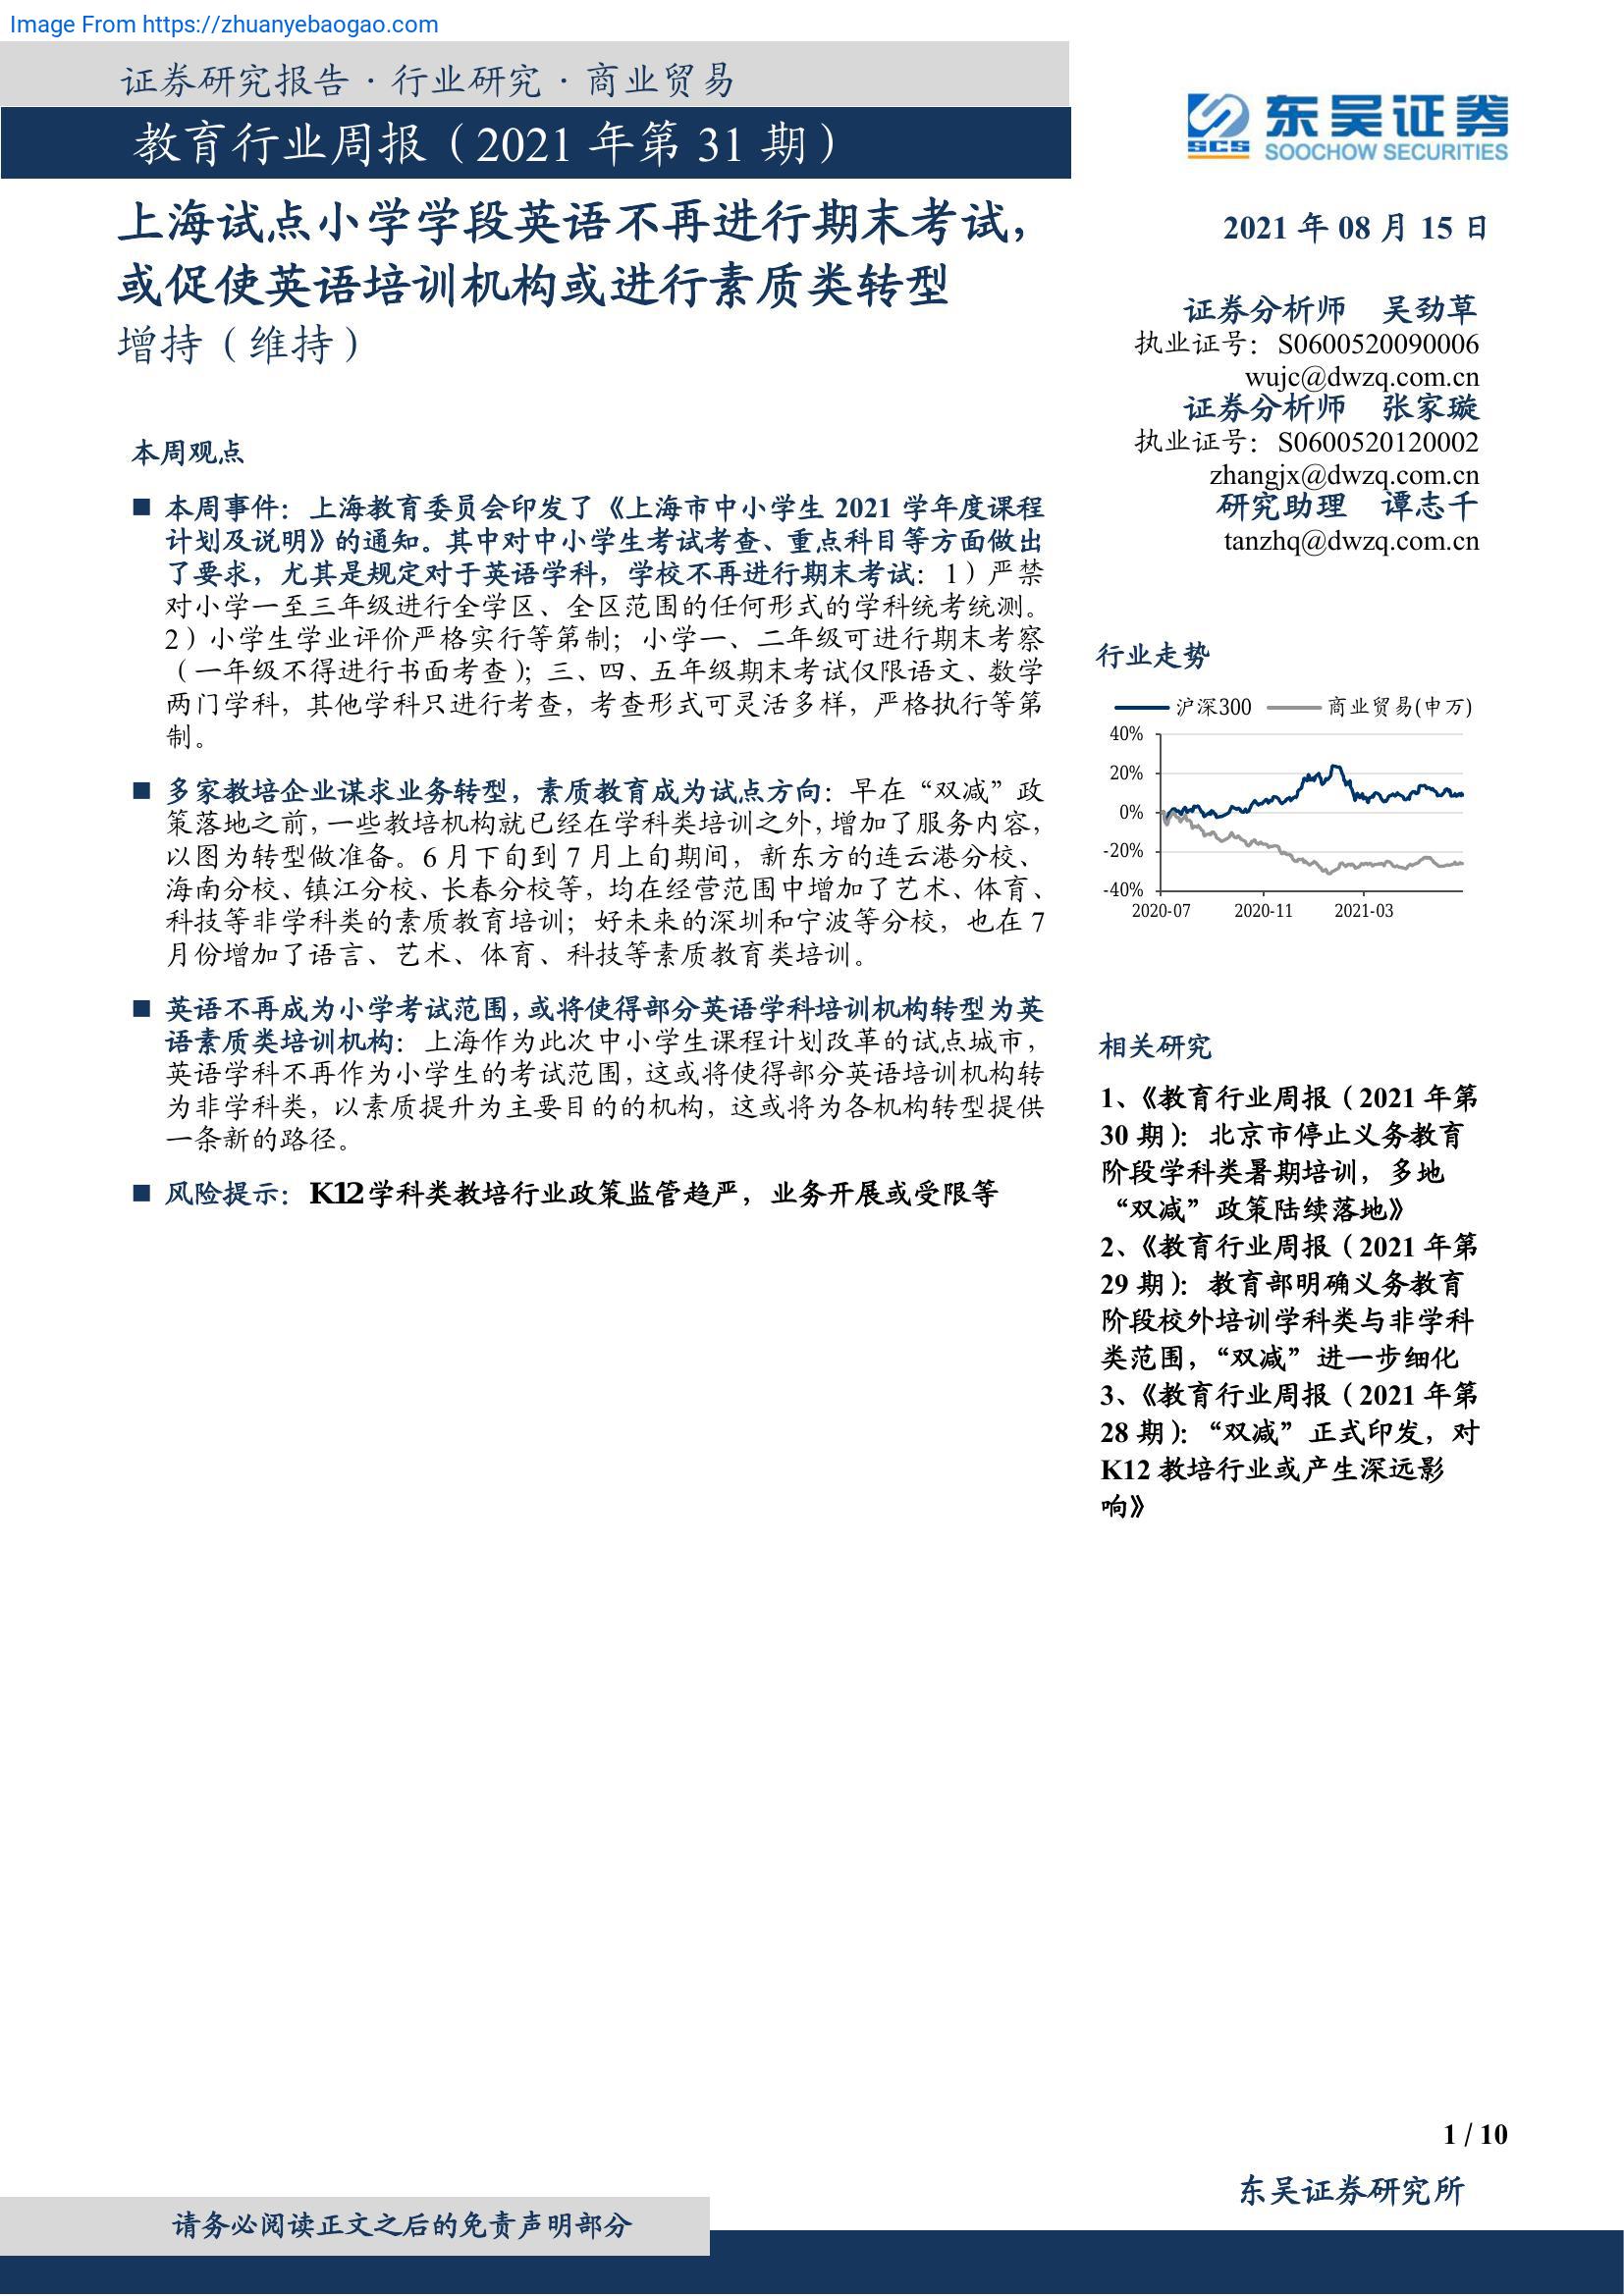 Image From https://zhuanyebaogao.com
证券研究报告 · 行业研究 · 商业贸易
教育行业周报（2021 年第 31 期）
上海试点小学学段英语不再进行期末考试，
或促使英语培训机构或进行素质类转型
增持（维持）
本周观点
■ 本周事件：上海教育委员会印发了《上海市中小学生 2021 学年度课程
计划及说明》的通知。其中对中小学生考试考查、重点科目等方面做出
了要求，尤其是规定对于英语学科，学校不再进行期末考试：1）严禁
对小学一至三年级进行全学区、全区范围的任何形式的学科统考统测。
2）小学生学业评价严格实行等第制；小学一、二年级可进行期末考察
（一年级不得进行书面考查）；三、四、五年级期末考试仅限语文、数学
两门学科，其他学科只进行考查，考查形式可灵活多样，严格执行等第
制。
■ 多家教培企业谋求业务转型，素质教育成为试点方向：早在“双减”政
策落地之前，一些教培机构就已经在学科类培训之外，增加了服务内容，
以图为转型做准备。6 月下旬到 7 月上旬期间，新东方的连云港分校、
海南分校、镇江分校、长春分校等，均在经营范围中增加了艺术、体育、
科技等非学科类的素质教育培训；好未来的深圳和宁波等分校，也在 7
月份增加了语言、艺术、体育、科技等素质教育类培训。
■ 英语不再成为小学考试范围，或将使得部分英语学科培训机构转型为英
语素质类培训机构：上海作为此次中小学生课程计划改革的试点城市，
英语学科不再作为小学生的考试范围，这或将使得部分英语培训机构转
为非学科类，以素质提升为主要目的的机构，这或将为各机构转型提供
一条新的路径。
■ 风险提示：K12 学科类教培行业政策监管趋严，业务开展或受限等
东吴证券
SCS SOOCHOW SECURITIES
2021 年 08 月 15 日
证券分析师 吴劲草
执业证号：S0600520090006
wujc@dwzq.com.cn
证券分析师 张家璇
执业证号：S0600520120002
zhangjx@dwzq.com.cn
研究助理 谭志千
tanzhq@dwzq.com.cn
行业走势
沪深300 商业贸易(申万)
40%
20%
0%
-20%
-40%
2020-07 2020-11 2021-03
相关研究
1、《教育行业周报（2021 年第
30 期）：北京市停止义务教育
阶段学科类暑期培训，多地
“双减”政策陆续落地》
2、《教育行业周报（2021 年第
29 期）：教育部明确义务教育
阶段校外培训学科类与非学科
类范围，“双减”进一步细化
3、《教育行业周报（2021 年第
28 期）：“双减”正式印发，对
K12 教培行业或产生深远影
响》
1 / 10
东吴证券研究所
请务必阅读正文之后的免责声明部分